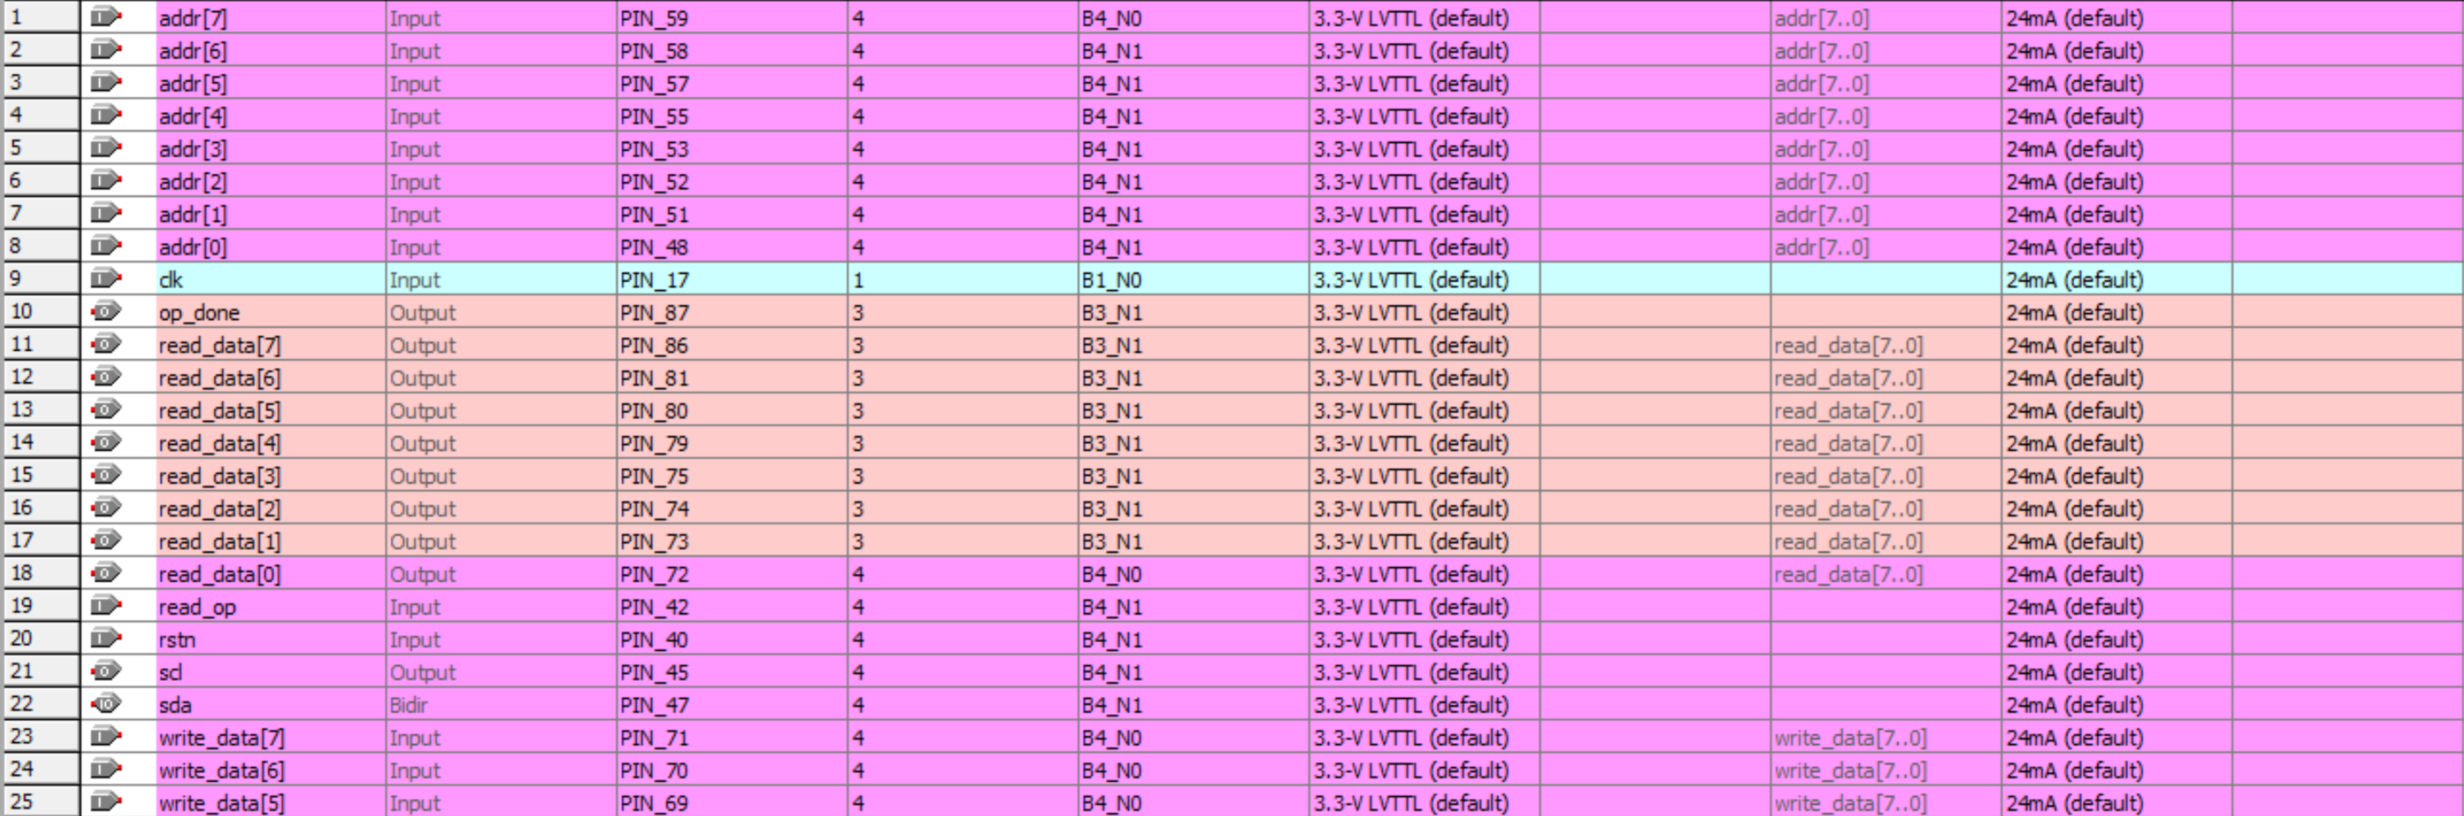 1 addr[7] Input PIN_59 4 B4_N0 3.3-V LVTTL (default) addr[7..0] 24mA (default)
2 addr[6] Input PIN_58 4 B4_N1 3.3-V LVTTL (default) addr[7..0] 24mA (default)
3 addr[5] Input PIN_57 4 B4_N1 3.3-V LVTTL (default) addr[7..0] 24mA (default)
4 addr[4] Input PIN_55 4 B4_N1 3.3-V LVTTL (default) addr[7..0] 24mA (default)
5 addr[3] Input PIN_53 4 B4_N1 3.3-V LVTTL (default) addr[7..0] 24mA (default)
6 addr[2] Input PIN_52 4 B4_N1 3.3-V LVTTL (default) addr[7..0] 24mA (default)
7 addr[1] Input PIN_51 4 B4_N1 3.3-V LVTTL (default) addr[7..0] 24mA (default)
8 addr[0] Input PIN_48 4 B4_N1 3.3-V LVTTL (default) addr[7..0] 24mA (default)
9 clk Input PIN_17 1 B1_N0 3.3-V LVTTL (default) 24mA (default)
10 op_done Output PIN_87 3 B3_N1 3.3-V LVTTL (default) 24mA (default)
11 read_data[7] Output PIN_86 3 B3_N1 3.3-V LVTTL (default) read_data[7..0] 24mA (default)
12 read_data[6] Output PIN_81 3 B3_N1 3.3-V LVTTL (default) read_data[7..0] 24mA (default)
13 read_data[5] Output PIN_80 3 B3_N1 3.3-V LVTTL (default) read_data[7..0] 24mA (default)
14 read_data[4] Output PIN_79 3 B3_N1 3.3-V LVTTL (default) read_data[7..0] 24mA (default)
15 read_data[3] Output PIN_75 3 B3_N1 3.3-V LVTTL (default) read_data[7..0] 24mA (default)
16 read_data[2] Output PIN_74 3 B3_N1 3.3-V LVTTL (default) read_data[7..0] 24mA (default)
17 read_data[1] Output PIN_73 3 B3_N1 3.3-V LVTTL (default) read_data[7..0] 24mA (default)
18 read_data[0] Output PIN_72 4 B4_N0 3.3-V LVTTL (default) read_data[7..0] 24mA (default)
19 read_op Input PIN_42 4 B4_N1 3.3-V LVTTL (default) 24mA (default)
20 rstn Input PIN_40 4 B4_N1 3.3-V LVTTL (default) 24mA (default)
21 scl Output PIN_45 4 B4_N1 3.3-V LVTTL (default) 24mA (default)
22 sda Bidir PIN_47 4 B4_N1 3.3-V LVTTL (default) 24mA (default)
23 write_data[7] Input PIN_71 4 B4_N0 3.3-V LVTTL (default) write_data[7..0] 24mA (default)
24 write_data[6] Input PIN_70 4 B4_N0 3.3-V LVTTL (default) write_data[7..0] 24mA (default)
25 write_data[5] Input PIN_69 4 B4_N0 3.3-V LVTTL (default) write_data[7..0] 24mA (default)